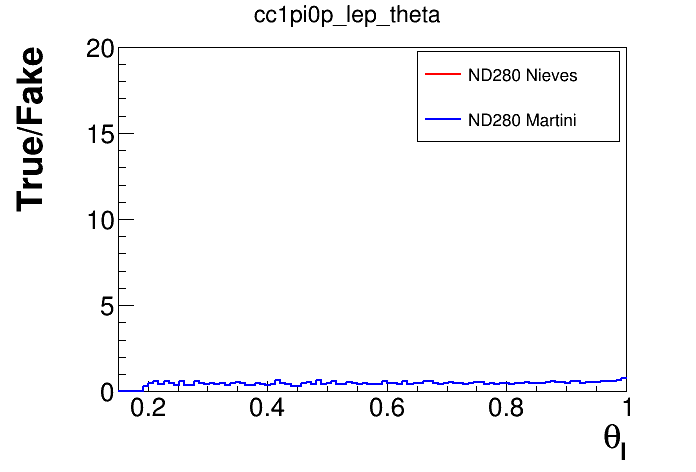 cc1pi0p_lep_theta
True/Fake
20
15
10
5
0
ND280 Nieves
ND280 Martini
0.2 0.4 0.6 0.8 1
θl